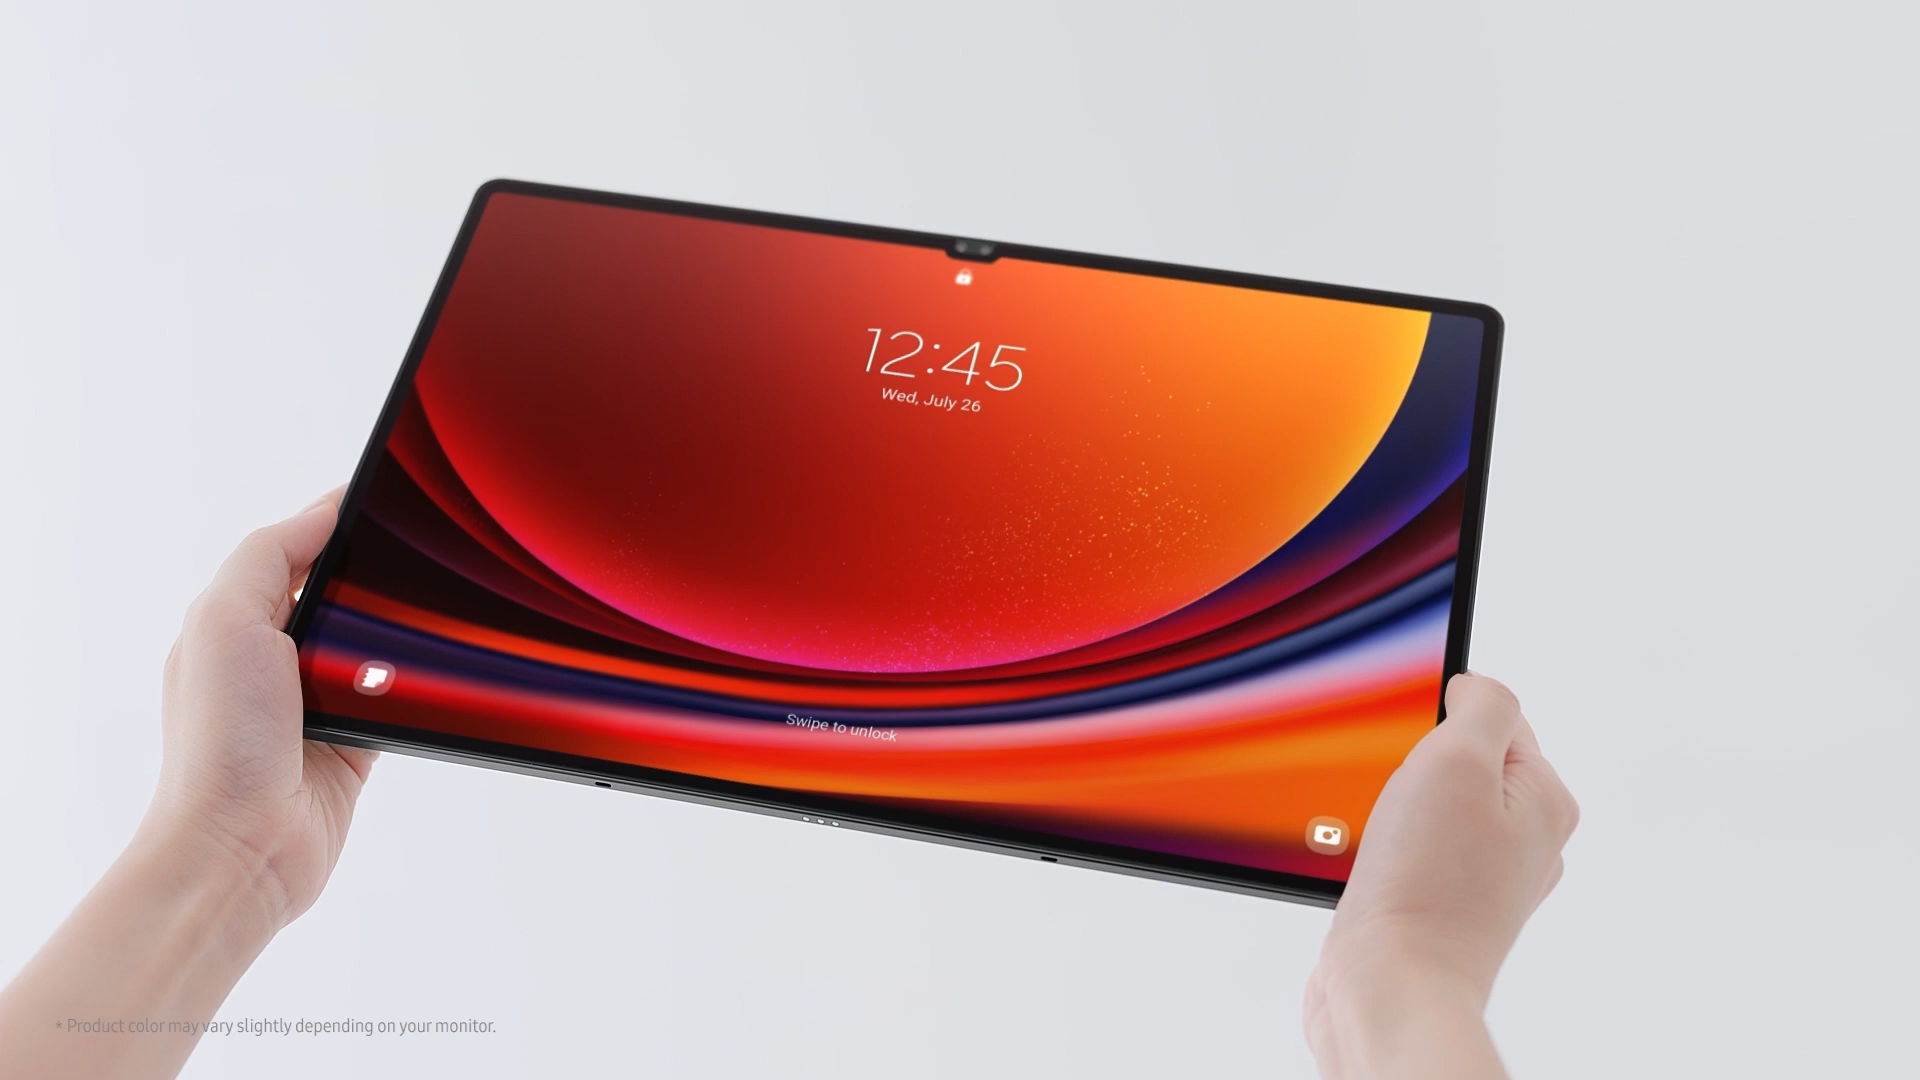 12:45
Wed, July 26
Swipe to unlock
* Product color may vary slightly depending on your monitor.